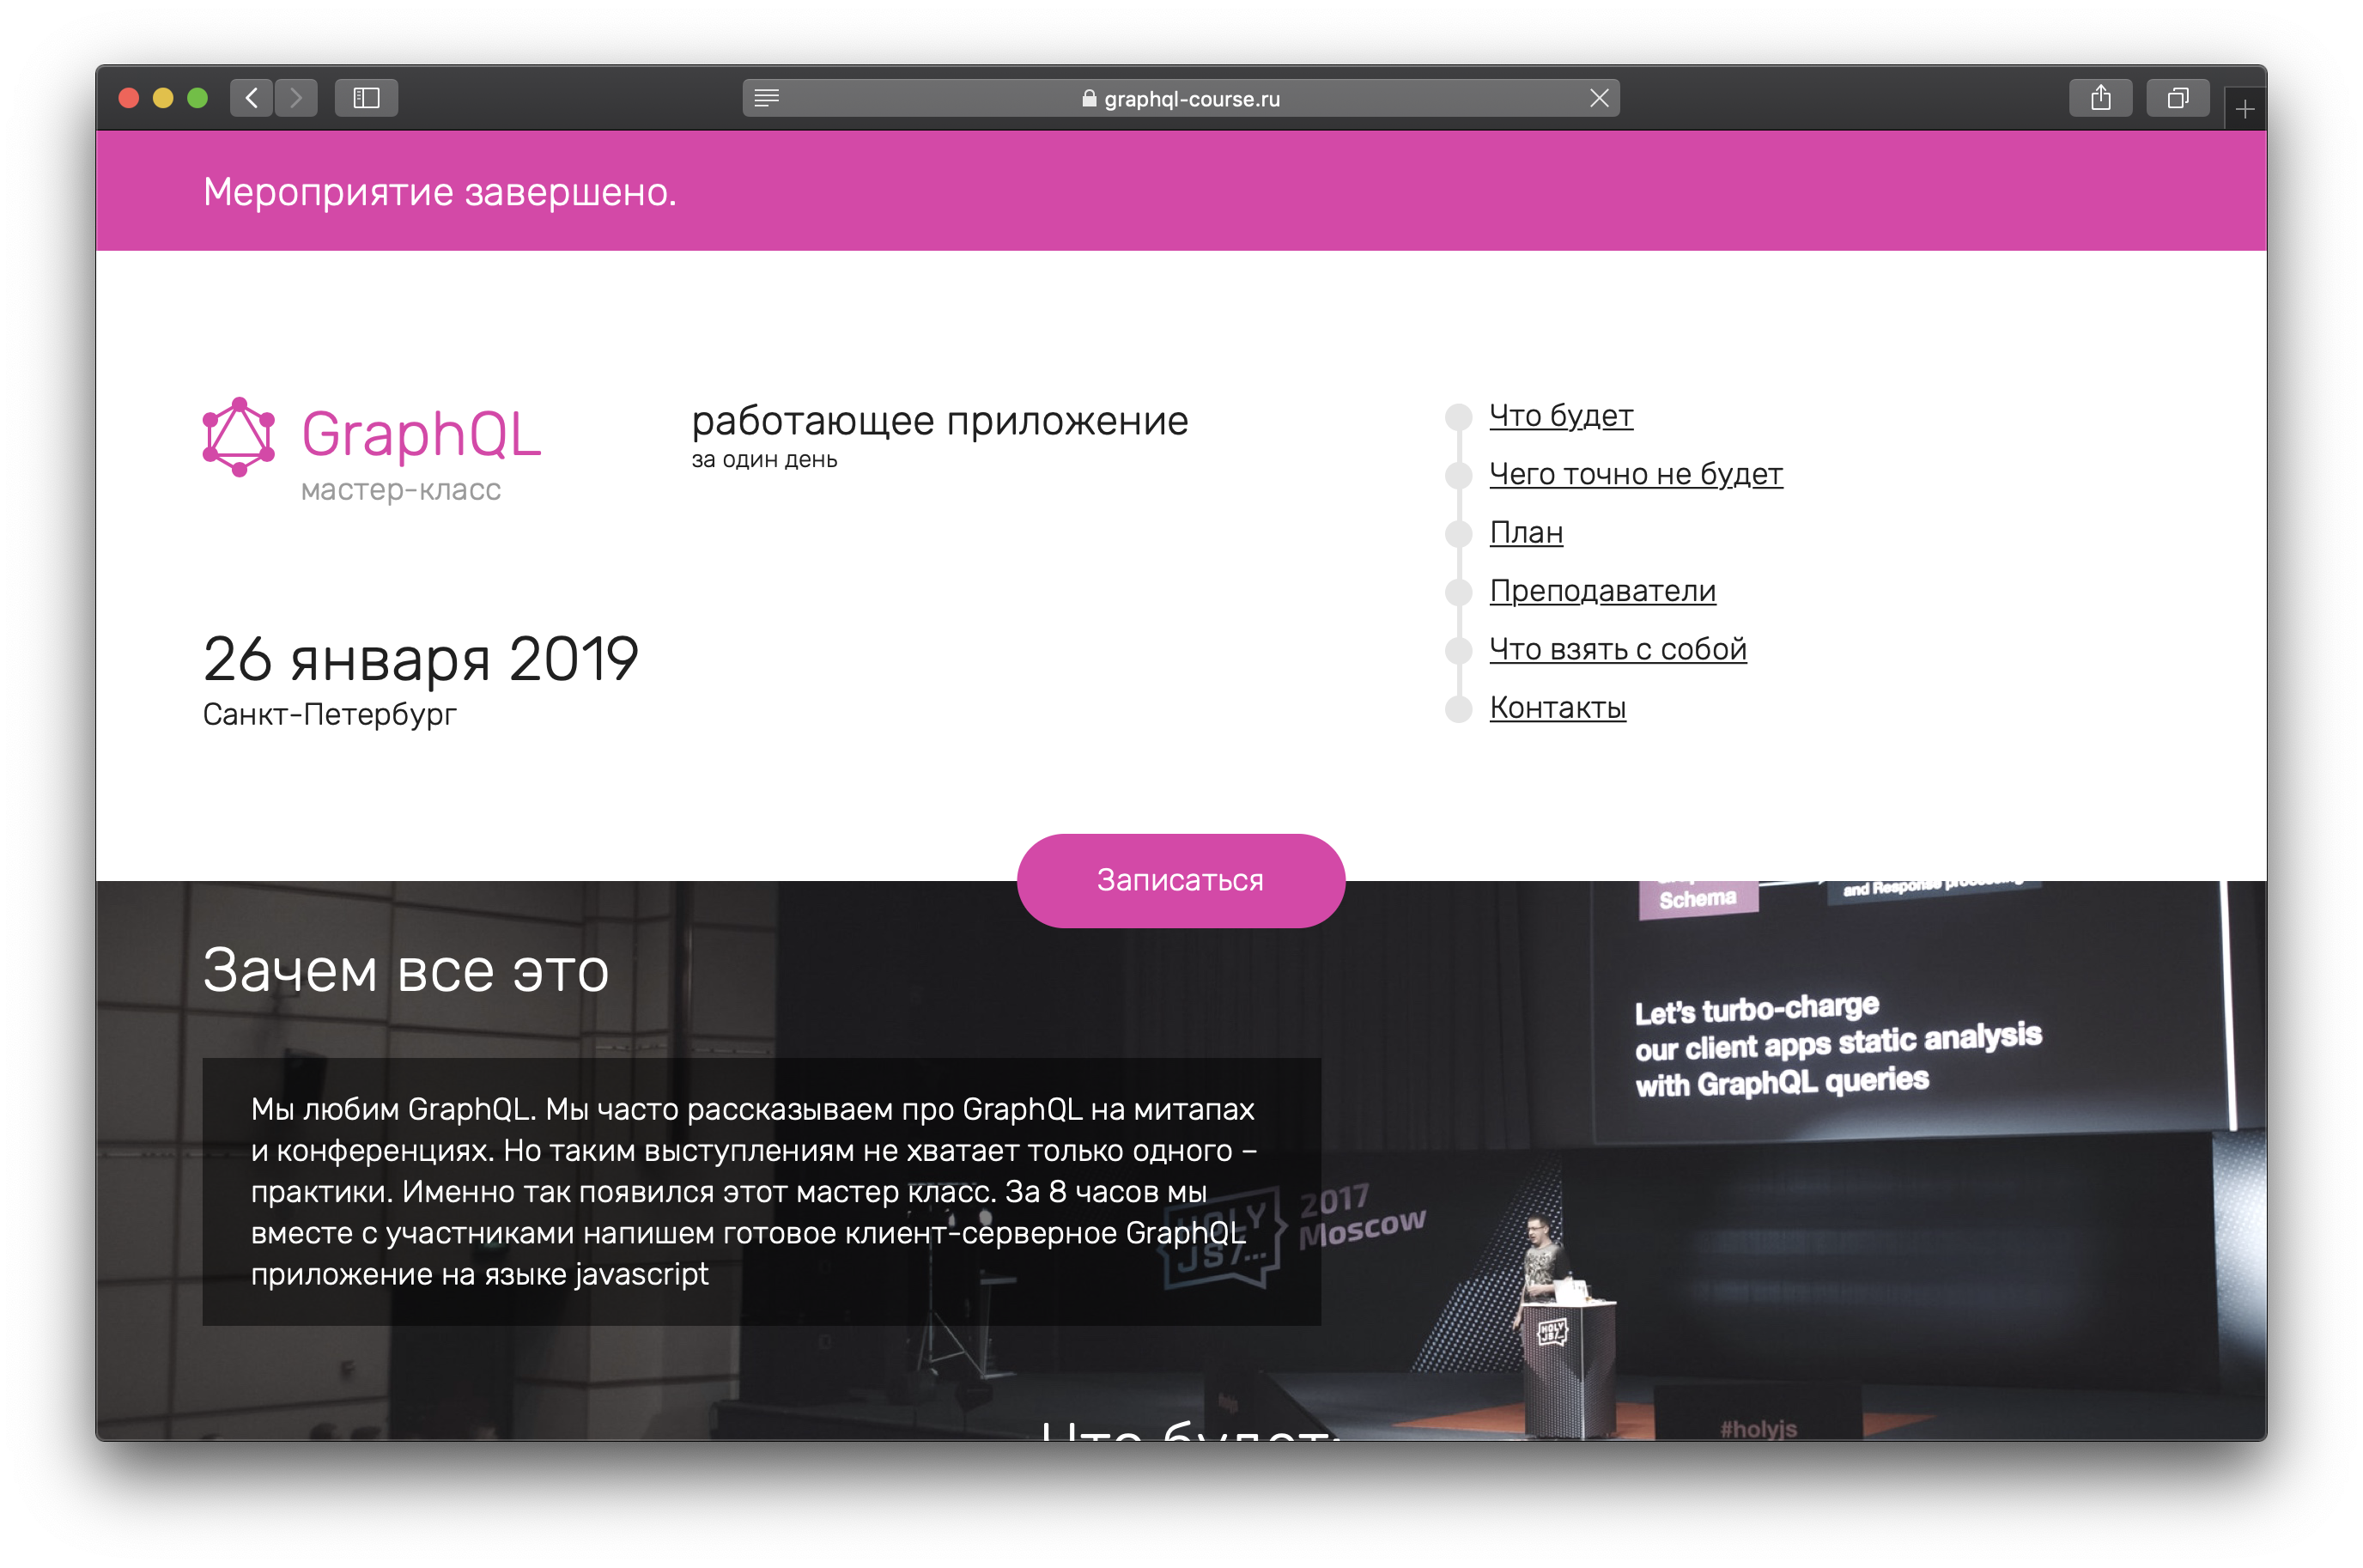 graphql-course.ru
Мероприятие завершено.
GraphQL
мастер-класс
работающее приложение
за один день
26 января 2019
Санкт-Петербург
Что будет
Чего точно не будет
План
Преподаватели
Что взять с собой
Контакты
Записаться
Schema
and Response processing
Зачем все это
Let's turbo-charge
our client apps static analysis
with GraphQL queries
Мы любим GraphQL. Мы часто рассказываем про GraphQL на митапах
и конференциях. Но таким выступлениям не хватает только одного –
практики. Именно так появился этот мастер класс. За 8 часов мы
вместе с участниками напишем готовое клиент-серверное GraphQL
приложение на языке javascript
HOLY
JS/...
2017
Moscow
HOLY
JS/...
#holyjs
Что будет: